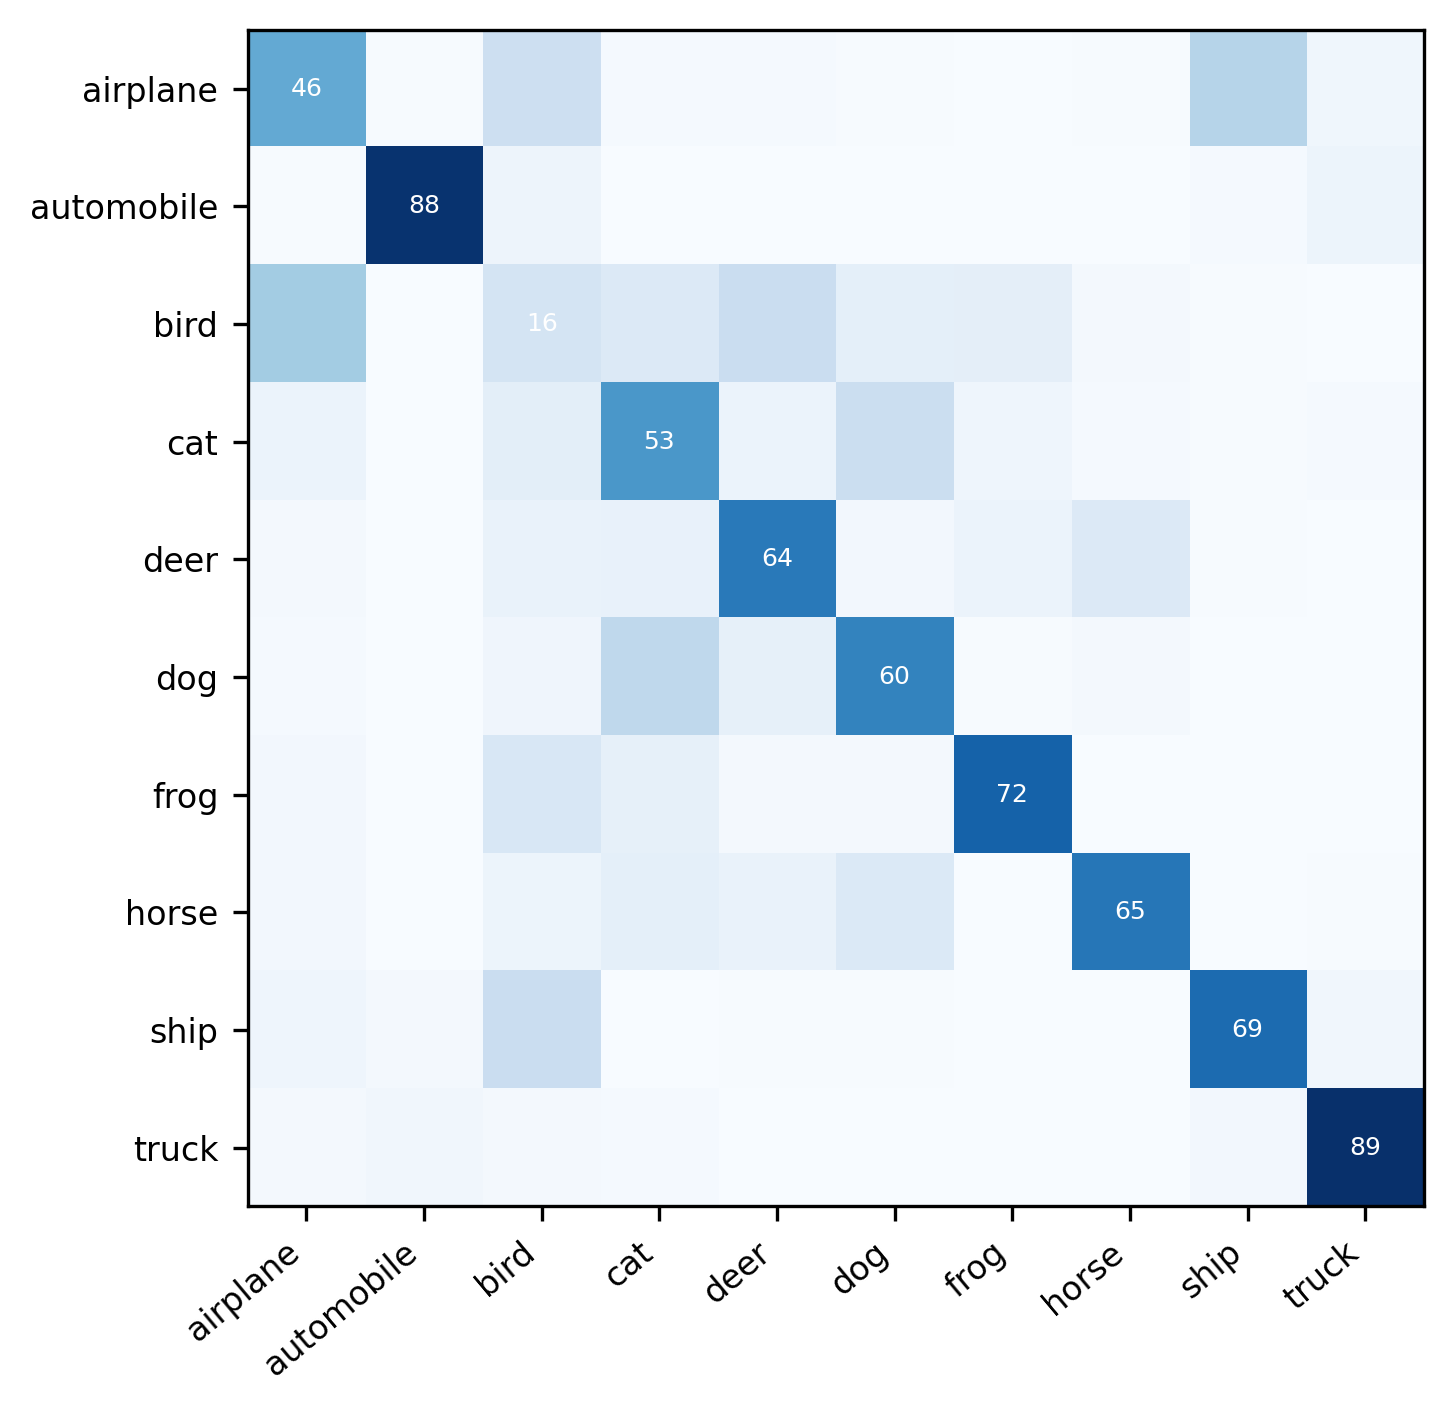 airplane 46
automobile 88
bird 16
cat 53
deer 64
dog 60
frog 72
horse 65
ship 69
truck 89
airplane automobile bird cat deer dog frog horse ship truck